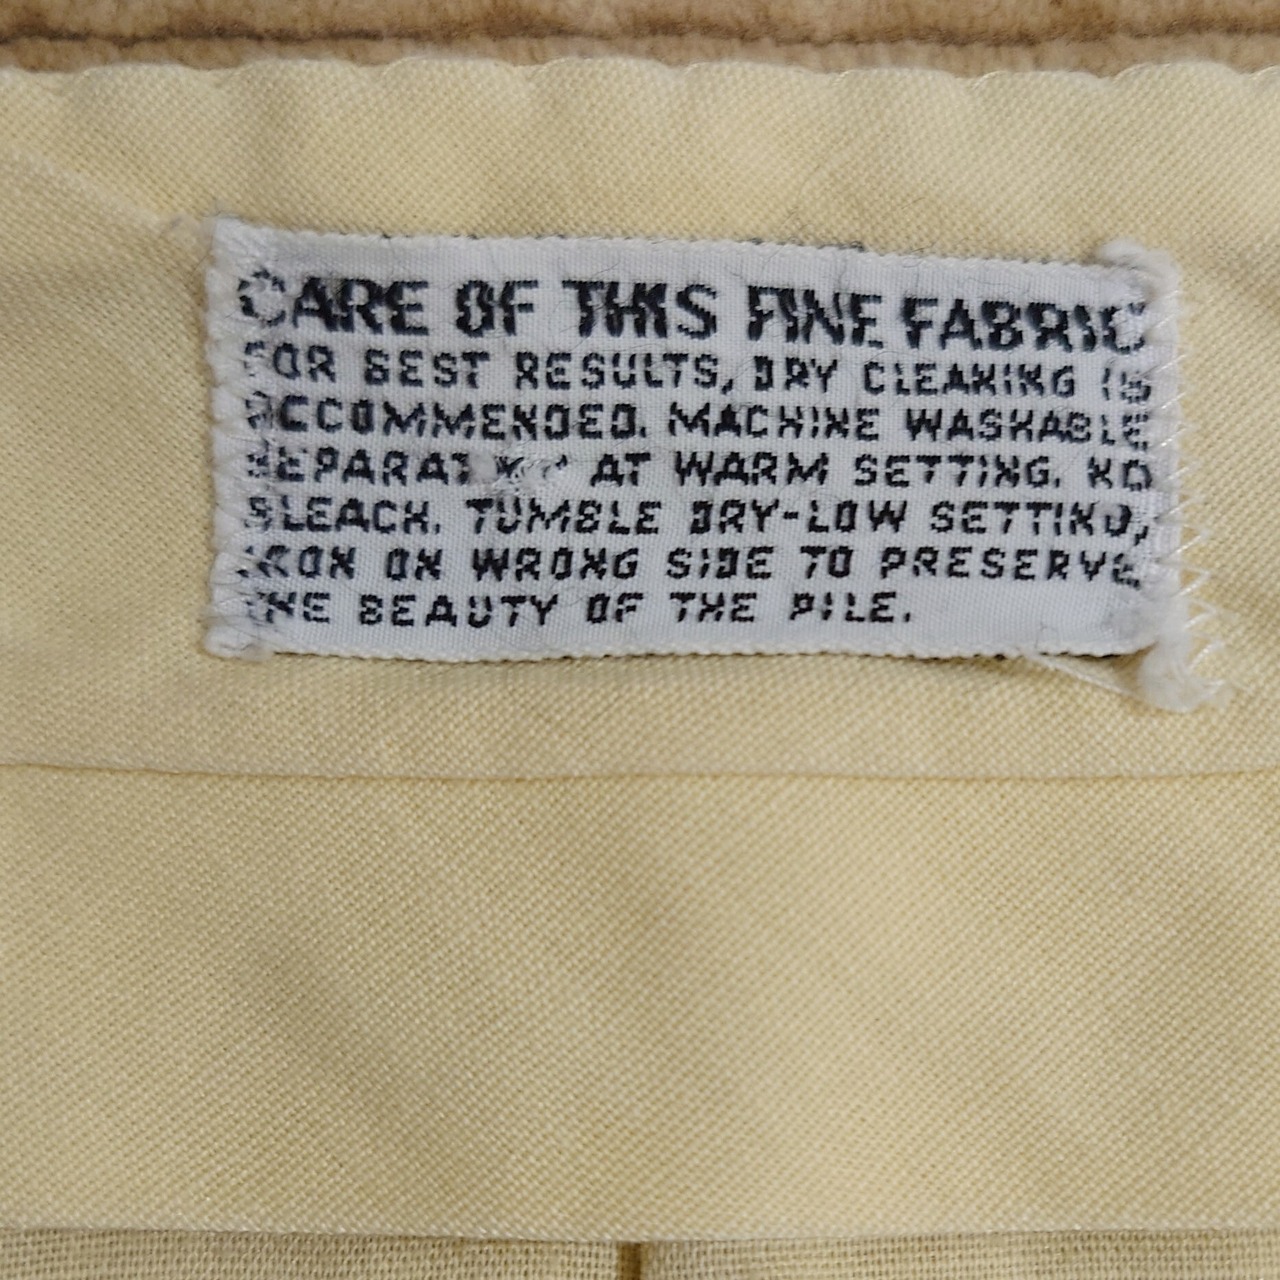 CARE OF THIS FINE FABRIC
FOR BEST RESULTS, DRY CLEANING IS
RECOMMENDED. MACHINE WASHABLE
AT WARM SETTING. NO
BLEACH. TUMBLE DRY-LOW SETTING,
IRON ON WRONG SIDE TO PRESERVE
THE BEAUTY OF THE PILE.